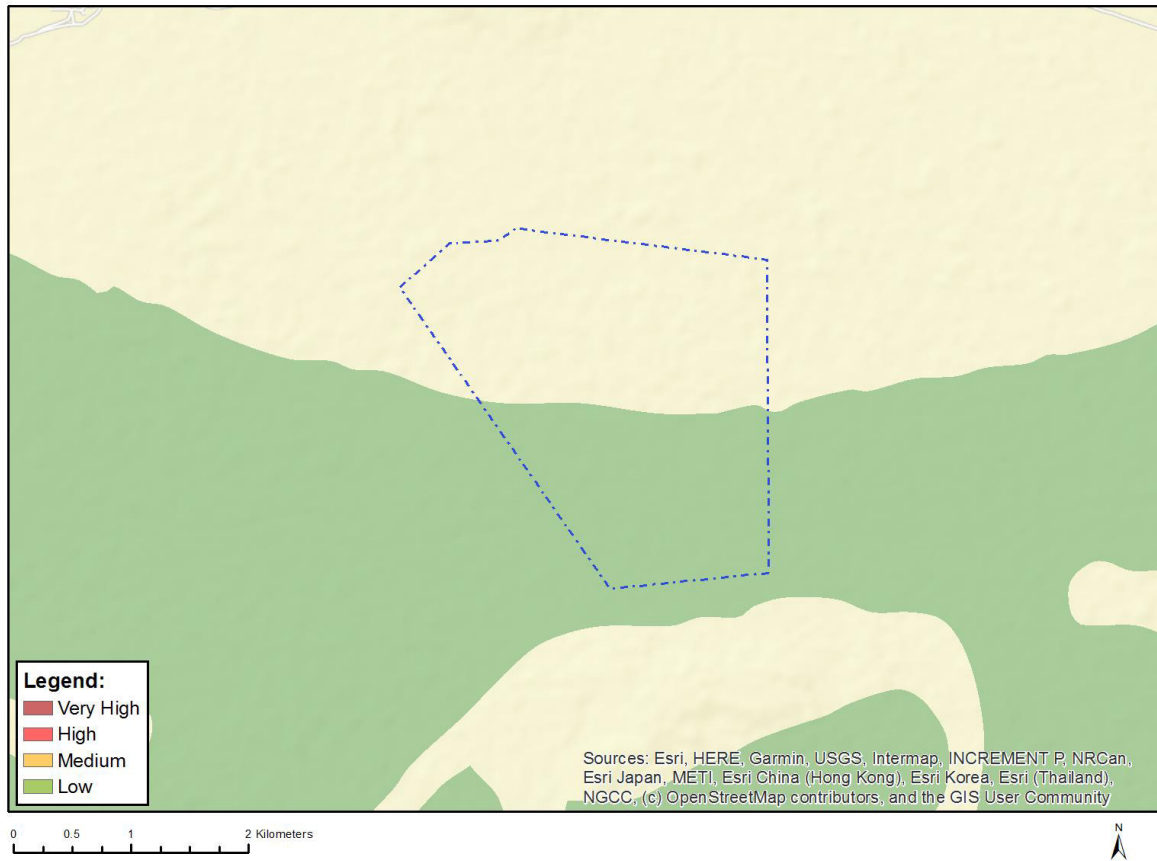 Legend:
Very High
High
Medium
Low
Sources: Esri, HERE, Garmin, USGS, Intermap, INCREMENT P, NRCan,
Esri Japan, METI, Esri China (Hong Kong), Esri Korea, Esri (Thailand),
NGCC, (c) OpenStreetMap contributors, and the GIS User Community
0 0.5 1 2 Kilometers
N